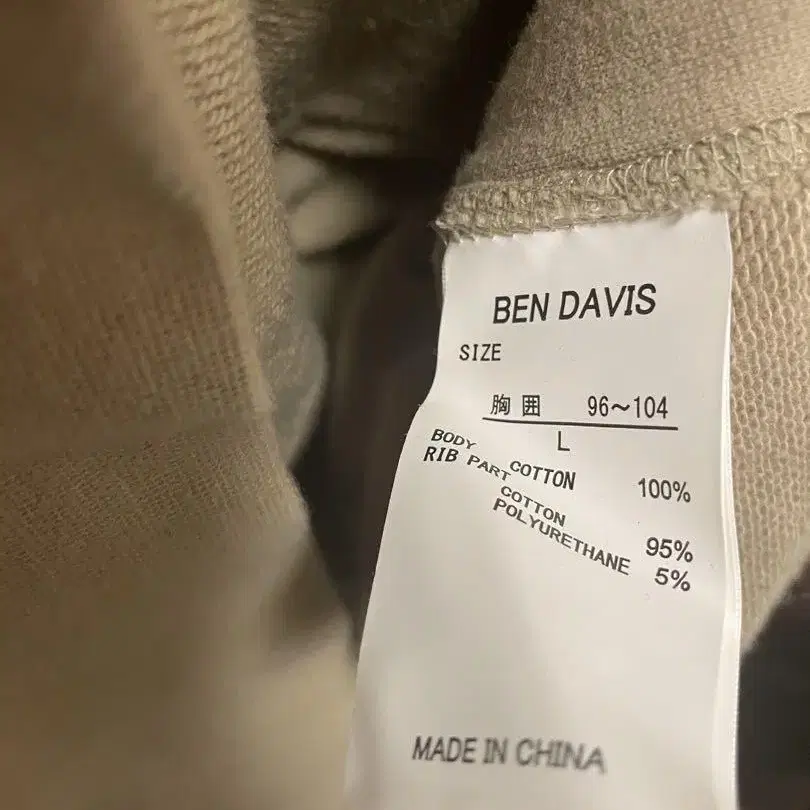 BEN DAVIS
SIZE
胸 囲 96~104
L
BODY
COTTON 100%
RIB PART
COTTON 95%
POLYURETHANE 5%
MADE IN CHINA